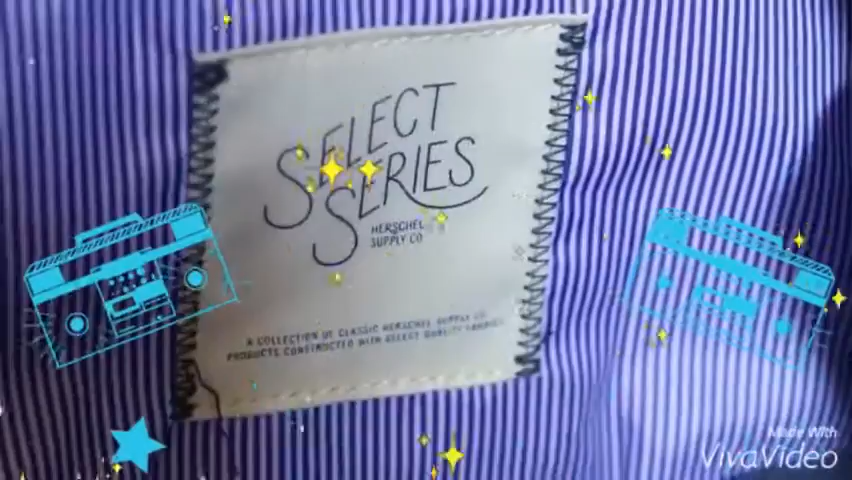 SELECT
SERIES
HERSCHEL
SUPPLY CO
A COLLECTION OF CLASSIC HERSCHEL SUPPLY CO
PRODUCTS CONSTRUCTED WITH SELECT QUALITY FABRICS
Made With
VivaVideo